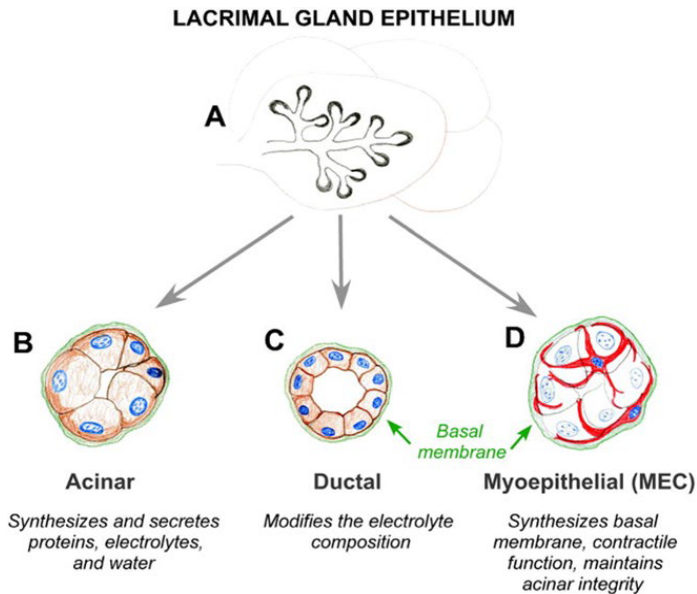 LACRIMAL GLAND EPITHELIUM
A
B
C
D
Basal
membrane
Acinar
Ductal
Myoepithelial (MEC)
Synthesizes and secretes
proteins, electrolytes,
and water
Modifies the electrolyte
composition
Synthesizes basal
membrane, contractile
function, maintains
acinar integrity